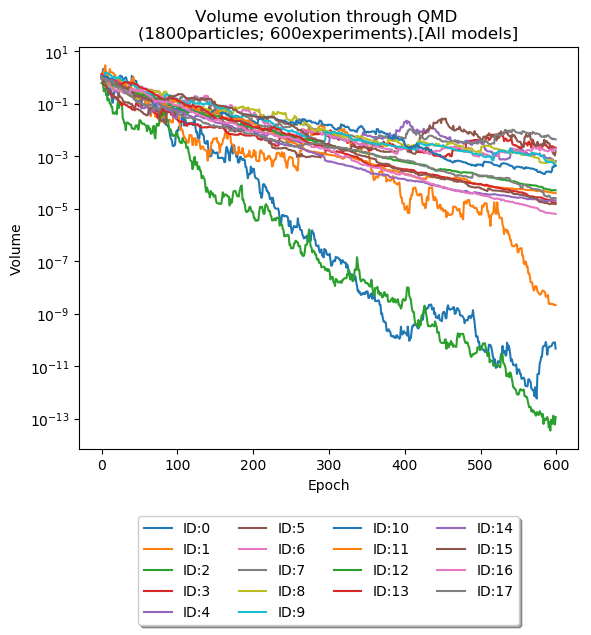 Volume evolution through QMD
(1800particles; 600experiments).[All models]
10^1
10^-1
10^-3
10^-5
10^-7
10^-9
10^-11
10^-13
Volume
0 100 200 300 400 500 600
Epoch
ID:0 ID:5 ID:10 ID:14
ID:1 ID:6 ID:11 ID:15
ID:2 ID:7 ID:12 ID:16
ID:3 ID:8 ID:13 ID:17
ID:4 ID:9